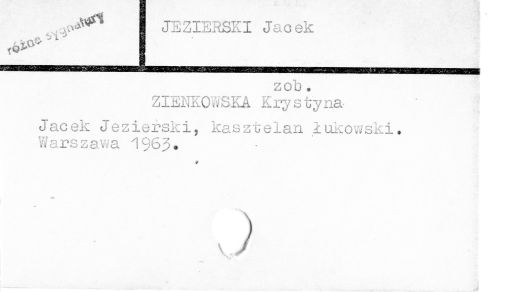 różne sygnatury
JEZIERSKI Jacek
zob.
ZIENKOWSKA Krystyna
Jacek Jezierski, kasztelan łukowski.
Warszawa 1963.